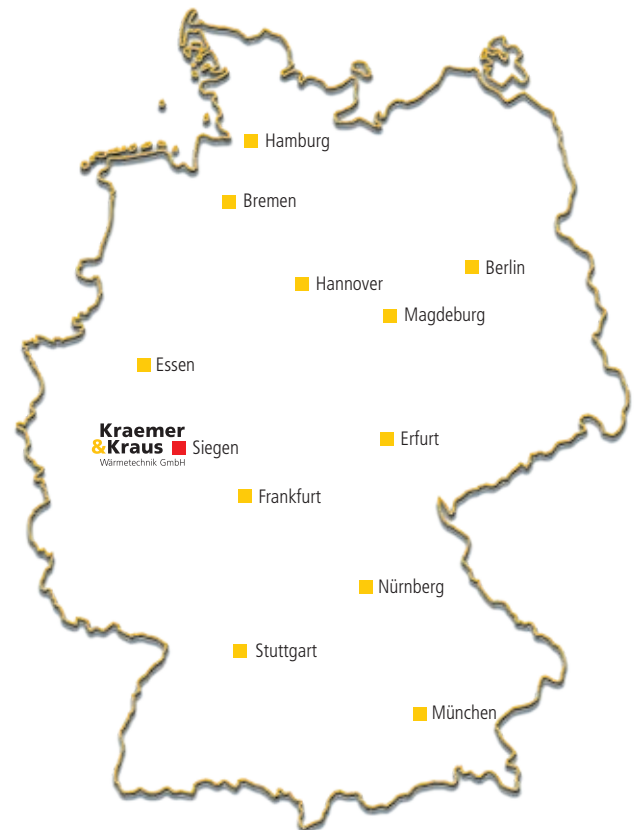 Hamburg
Bremen
Berlin
Hannover
Magdeburg
Essen
Kraemer
&Kraus
Wärmetechnik GmbH
Siegen
Erfurt
Frankfurt
Nürnberg
Stuttgart
München